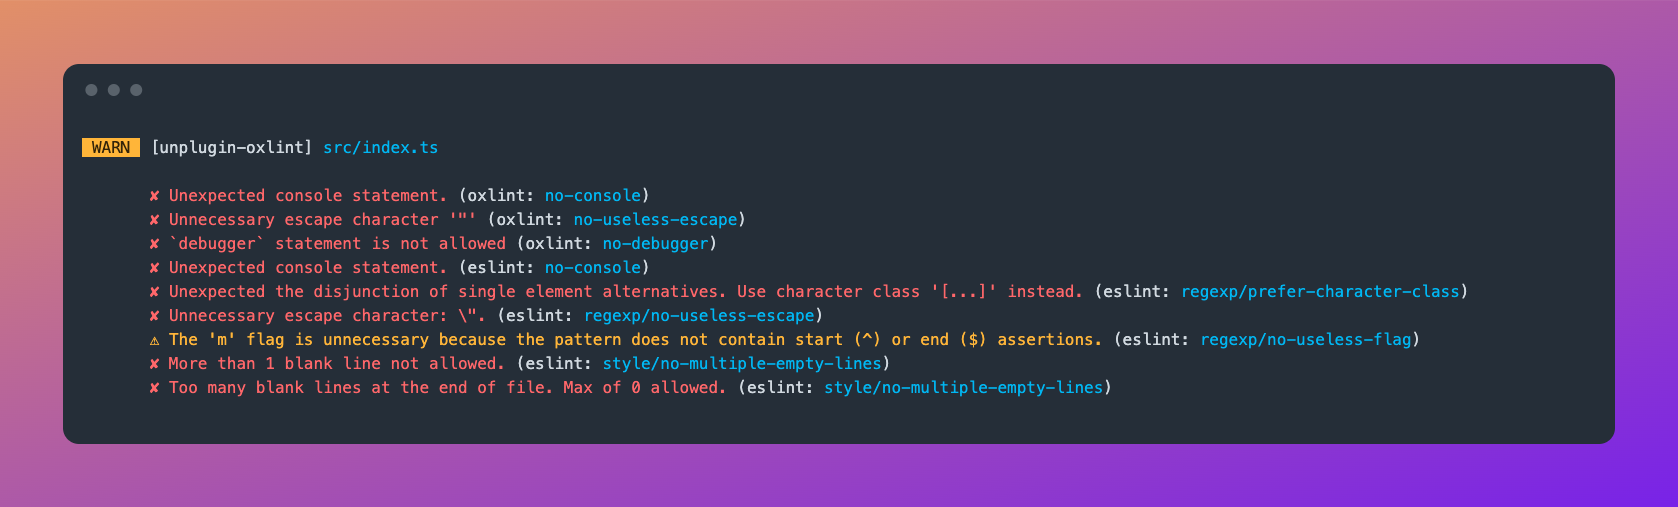 WARN [unplugin-oxlint] src/index.ts
✘ Unexpected console statement. (oxlint: no-console)
✘ Unnecessary escape character '"' (oxlint: no-useless-escape)
✘ `debugger` statement is not allowed (oxlint: no-debugger)
✘ Unexpected console statement. (eslint: no-console)
✘ Unexpected the disjunction of single element alternatives. Use character class '[...]' instead. (eslint: regexp/prefer-character-class)
✘ Unnecessary escape character: \". (eslint: regexp/no-useless-escape)
⚠ The 'm' flag is unnecessary because the pattern does not contain start (^) or end ($) assertions. (eslint: regexp/no-useless-flag)
✘ More than 1 blank line not allowed. (eslint: style/no-multiple-empty-lines)
✘ Too many blank lines at the end of file. Max of 0 allowed. (eslint: style/no-multiple-empty-lines)